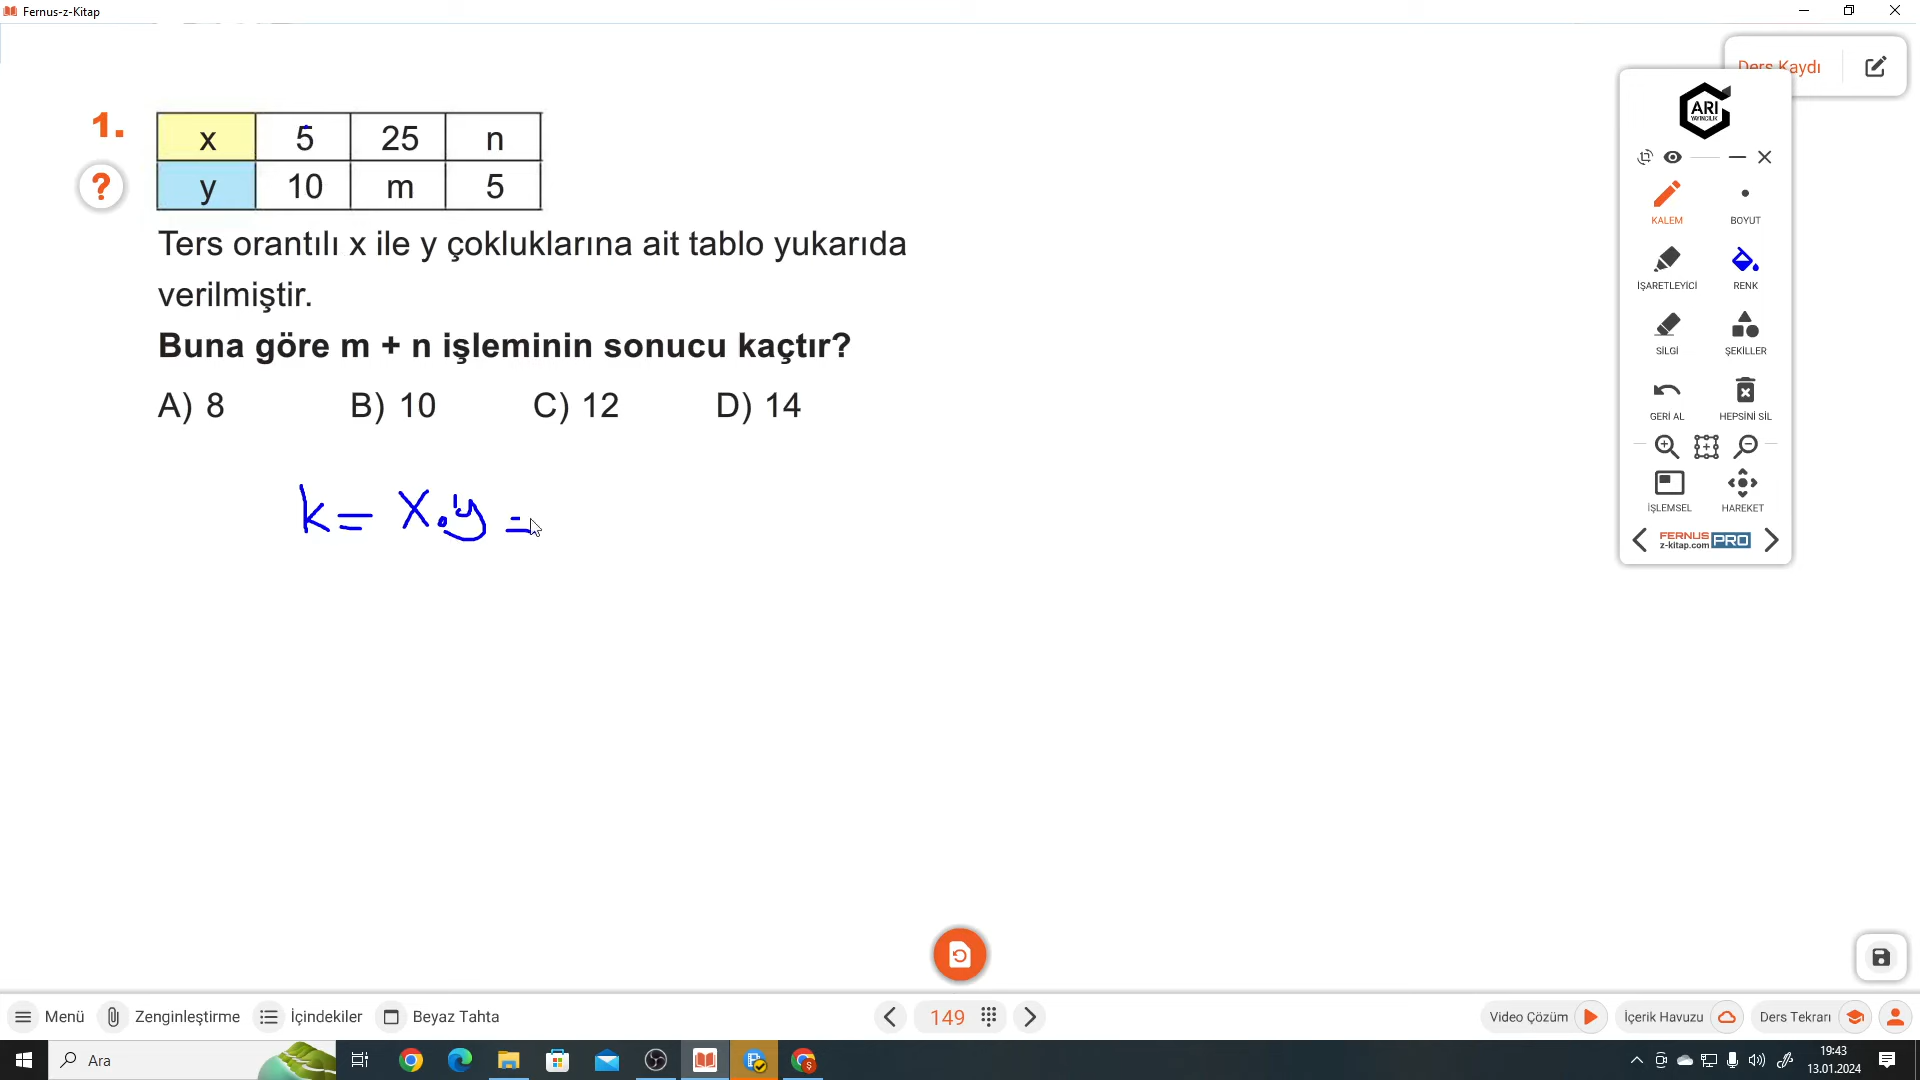 Fernus-z-Kitap
Ders Kaydı
1.
x 5 25 n
y 10 m 5
?
Ters orantılı x ile y çokluklarına ait tablo yukarıda
verilmiştir.
Buna göre m + n işleminin sonucu kaçtır?
A) 8 B) 10 C) 12 D) 14
k = x.y =
ARI
YAYINCILIK
KALEM BOYUT
İŞARETLEYİCİ RENK
SİLGİ ŞEKİLLER
GERİ AL HEPSİNİ SİL
İŞLEMSEL HAREKET
FERNUS
z-kitap.com PRO
Menü Zenginleştirme İçindekiler Beyaz Tahta 149 Video Çözüm İçerik Havuzu Ders Tekrarı
Ara
19:43
13.01.2024